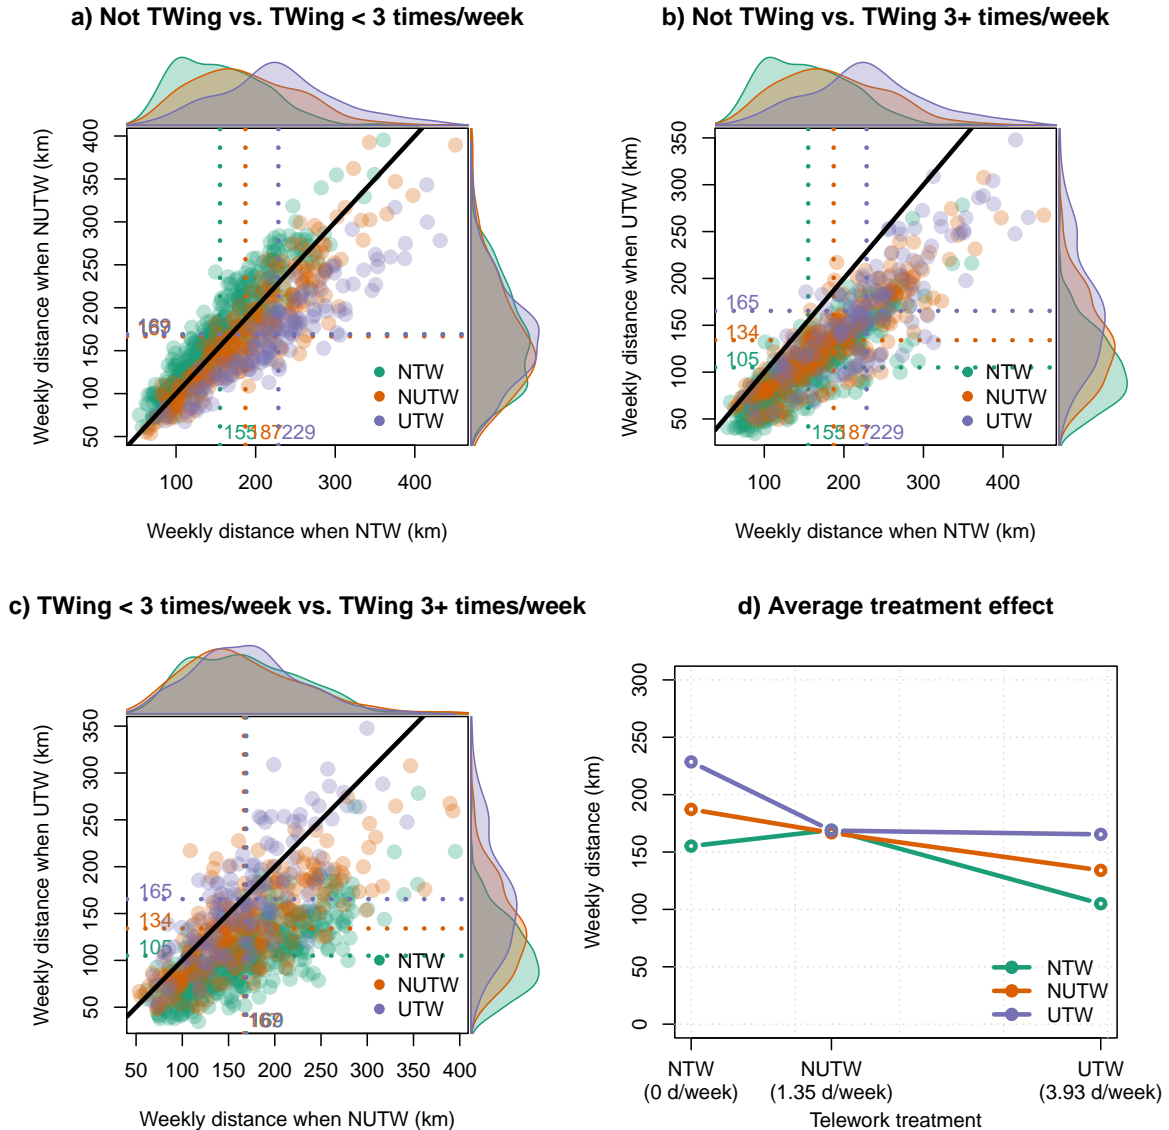 a) Not TWing vs. TWing < 3 times/week
400
350
300
250
200
150
100
50
Weekly distance when NUTW (km)
169
167
NTW
NUTW
UTW
155
187
229
100
200
300
400
Weekly distance when NTW (km)
b) Not TWing vs. TWing 3+ times/week
350
300
250
200
150
100
50
Weekly distance when UTW (km)
165
134
105
NTW
NUTW
UTW
155
187
229
100
200
300
400
Weekly distance when NTW (km)
c) TWing < 3 times/week vs. TWing 3+ times/week
350
300
250
200
150
100
50
Weekly distance when UTW (km)
165
134
105
NTW
NUTW
UTW
167
169
50
100
150
200
250
300
350
400
Weekly distance when NUTW (km)
d) Average treatment effect
300
250
200
150
100
50
0
Weekly distance (km)
NTW
NUTW
UTW
NTW
(0 d/week)
NUTW
(1.35 d/week)
UTW
(3.93 d/week)
Telework treatment